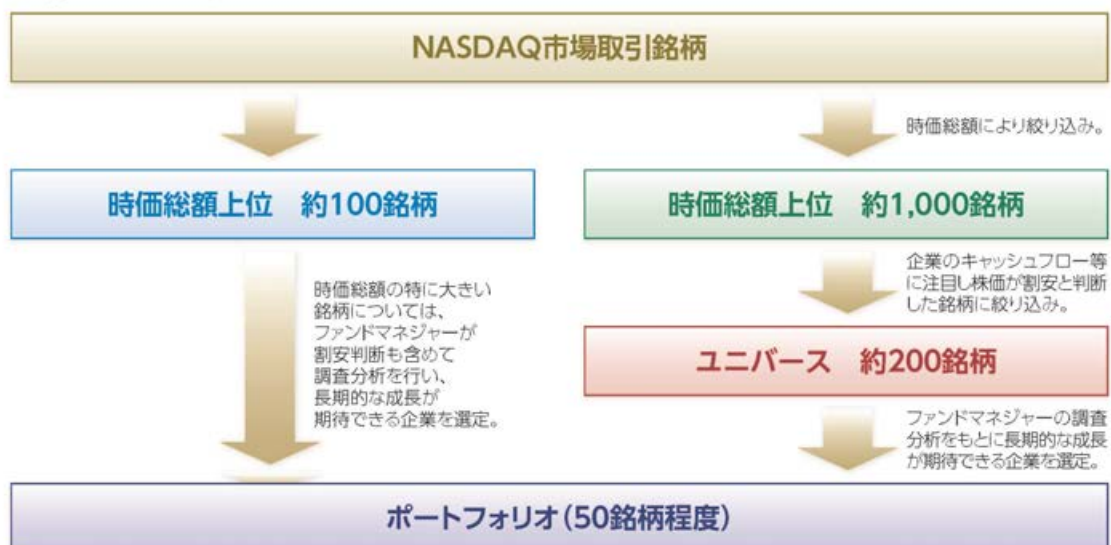 NASDAQ市場取引銘柄
時価総額により絞り込み。
時価総額上位　約100銘柄
時価総額上位　約1,000銘柄
時価総額の特に大きい
銘柄については、
ファンドマネジャーが
割安判断も含めて
調査分析を行い、
長期的な成長が
期待できる企業を選定。
企業のキャッシュフロー等
に注目し株価が割安と判断
した銘柄に絞り込み。
ユニバース　約200銘柄
ファンドマネジャーの調査
分析をもとに長期的な成長
が期待できる企業を選定。
ポートフォリオ（50銘柄程度）